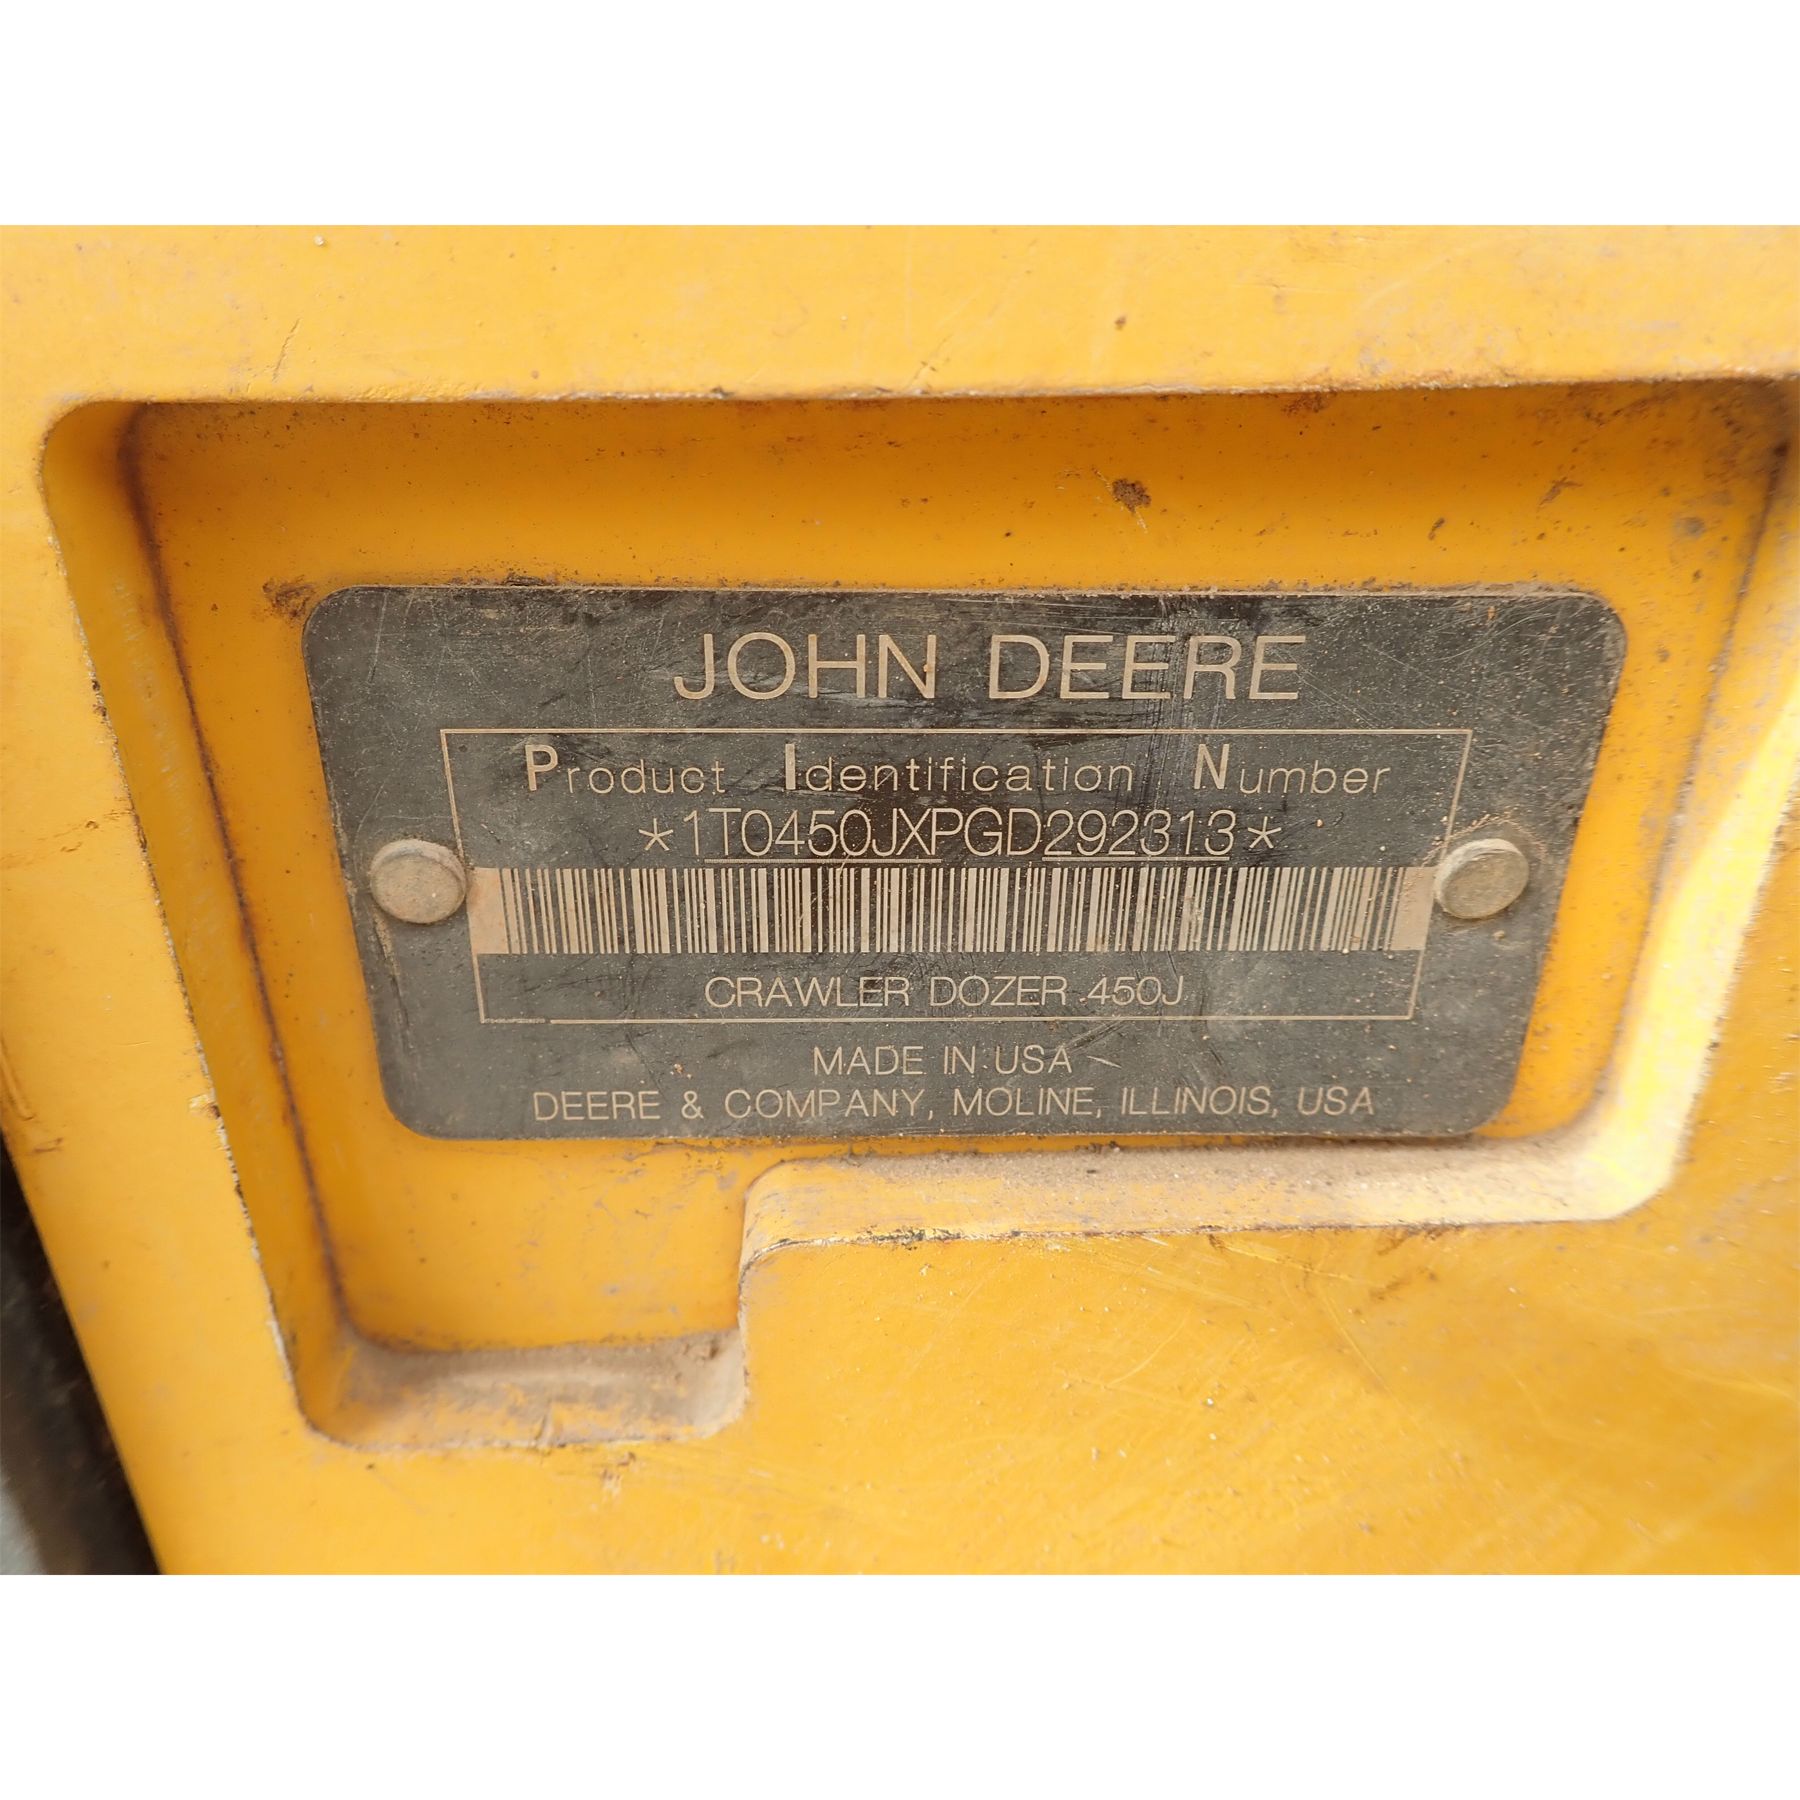 JOHN DEERE
Product Identification Number
*1T0450JXPGD292313*
CRAWLER DOZER 450J
MADE IN USA
DEERE & COMPANY, MOLINE, ILLINOIS, USA